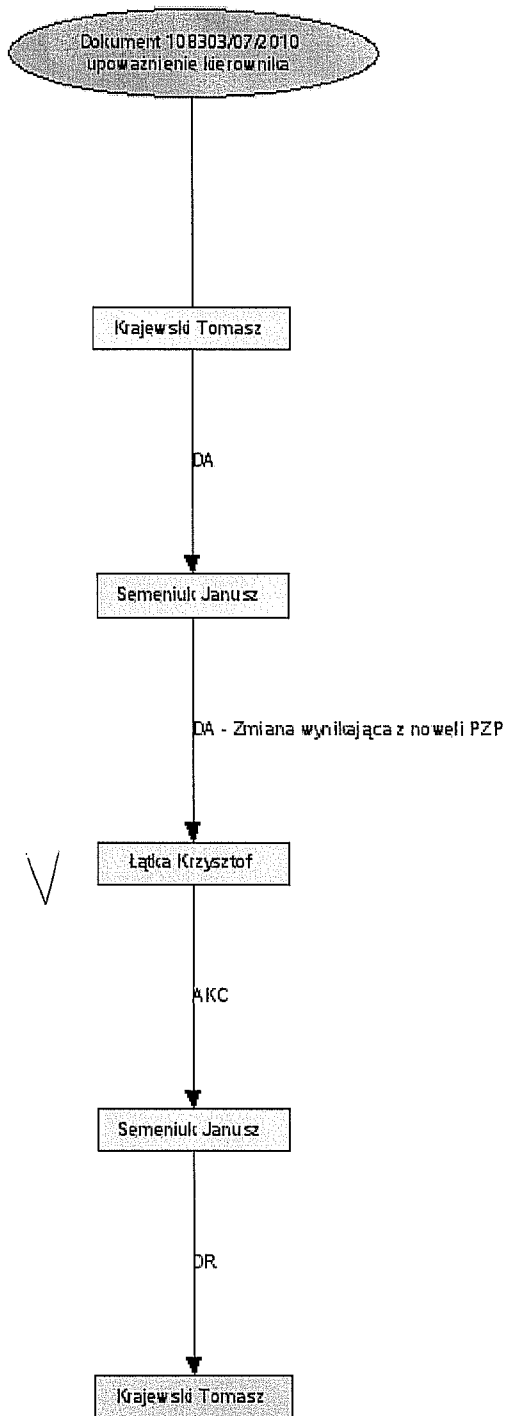 Dokument 108303/07/2010
upoważnienie kierownika
Krajewski Tomasz
DA
Semeniuk Janusz
DA - Zmiana wynikająca z noweli PZP
Łątka Krzysztof
AKC
Semeniuk Janusz
DR
Krajewski Tomasz